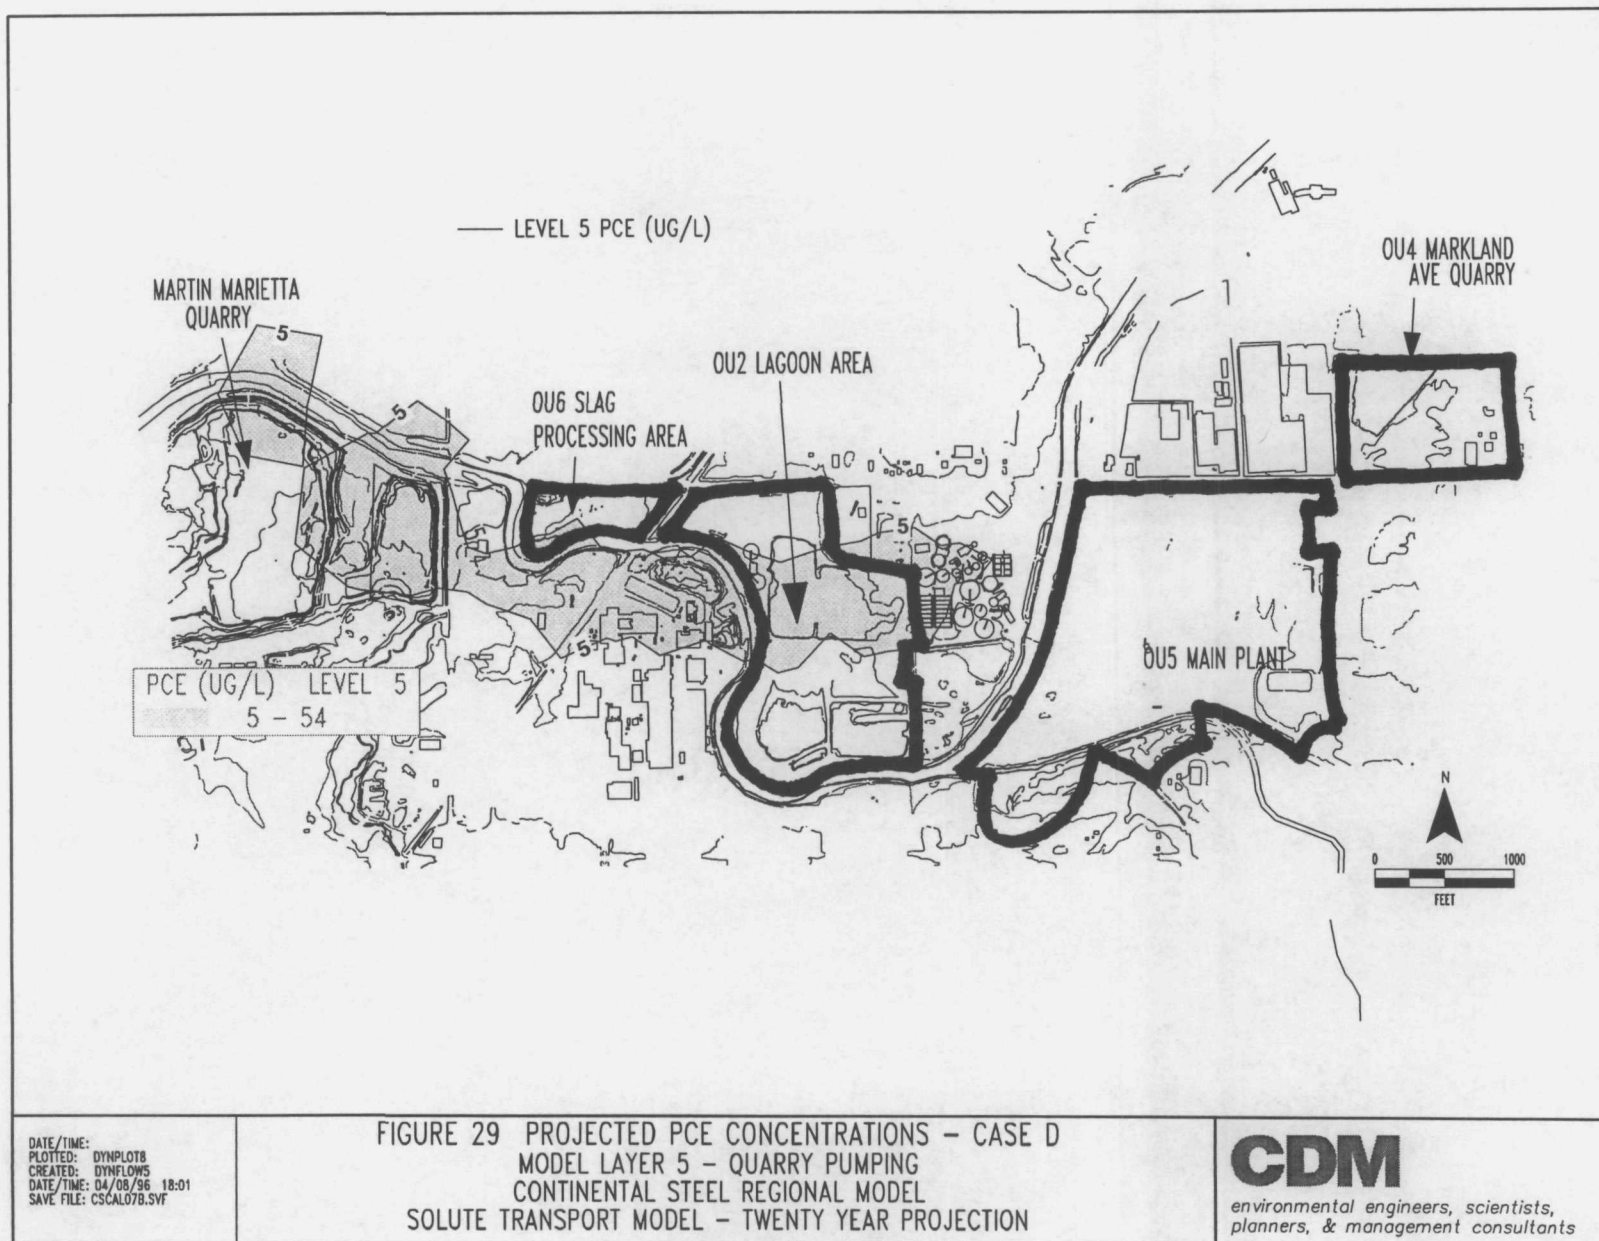 LEVEL 5 PCE (UG/L)
OU4 MARKLAND
AVE QUARRY
MARTIN MARIETTA
QUARRY
5
OU2 LAGOON AREA
OU6 SLAG
PROCESSING AREA
5
5
5
OU5 MAIN PLANT
PCE (UG/L) LEVEL 5
5 - 54
N
0 500 1000
FEET
DATE/TIME:
PLOTTED: DYNPLOT8
CREATED: DYNFLOW5
DATE/TIME: 04/08/96 18:01
SAVE FILE: CSCAL07B.SVF
FIGURE 29 PROJECTED PCE CONCENTRATIONS - CASE D
MODEL LAYER 5 - QUARRY PUMPING
CONTINENTAL STEEL REGIONAL MODEL
SOLUTE TRANSPORT MODEL - TWENTY YEAR PROJECTION
CDM
environmental engineers, scientists,
planners, & management consultants